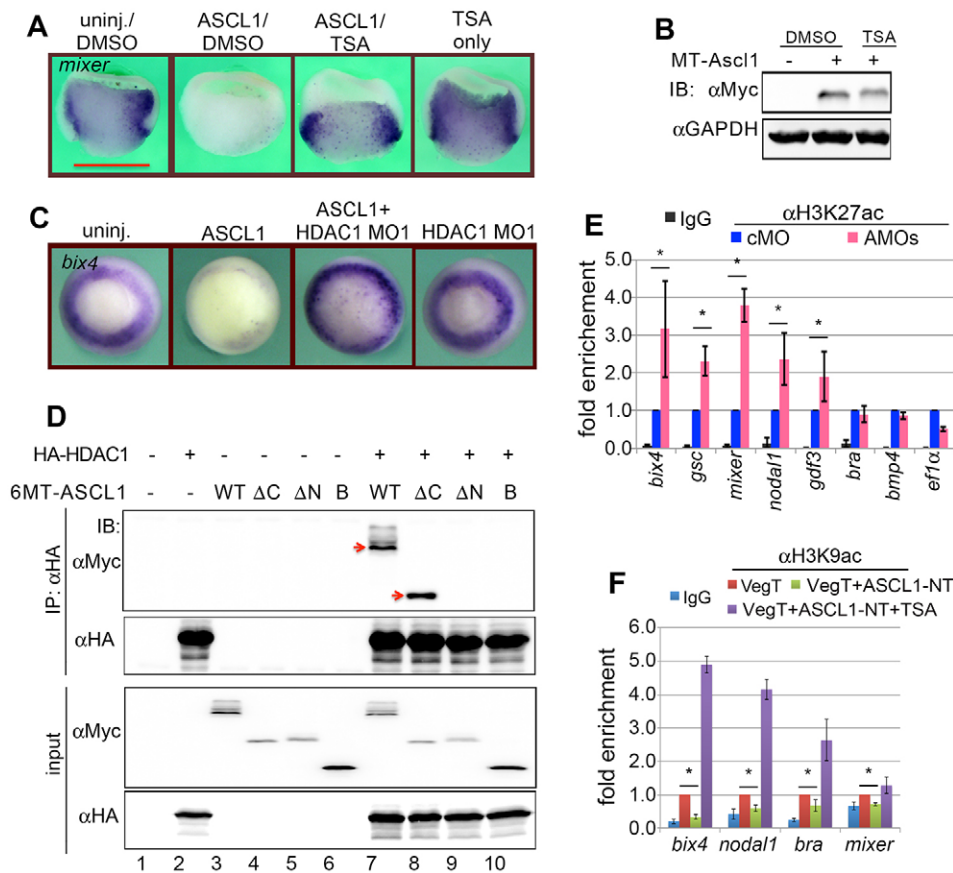 A
uninj./ DMSO
ASCL1/ DMSO
ASCL1/ TSA
TSA only
mixer
B
DMSO TSA
MT-Ascl1 - + +
IB: αMyc
αGAPDH
C
uninj.
ASCL1
ASCL1+ HDAC1 MO1
HDAC1 MO1
bix4
D
HA-HDAC1 - + - - - - + + + +
6MT-ASCL1 - - WT ΔC ΔN B WT ΔC ΔN B
IP: αHA
IB:
αMyc
αHA
input
αMyc
αHA
1 2 3 4 5 6 7 8 9 10
E
IgG
αH3K27ac
cMO AMOs
fold enrichement
5.0
4.0
3.0
2.0
1.0
0.0
* * * * *
bix4 gsc mixer nodal1 gdf3 bra bmp4 ef1α
F
αH3K9ac
IgG VegT VegT+ASCL1-NT
VegT+ASCL1-NT+TSA
fold enrichment
6.0
5.0
4.0
3.0
2.0
1.0
0.0
* * * *
bix4 nodal1 bra mixer